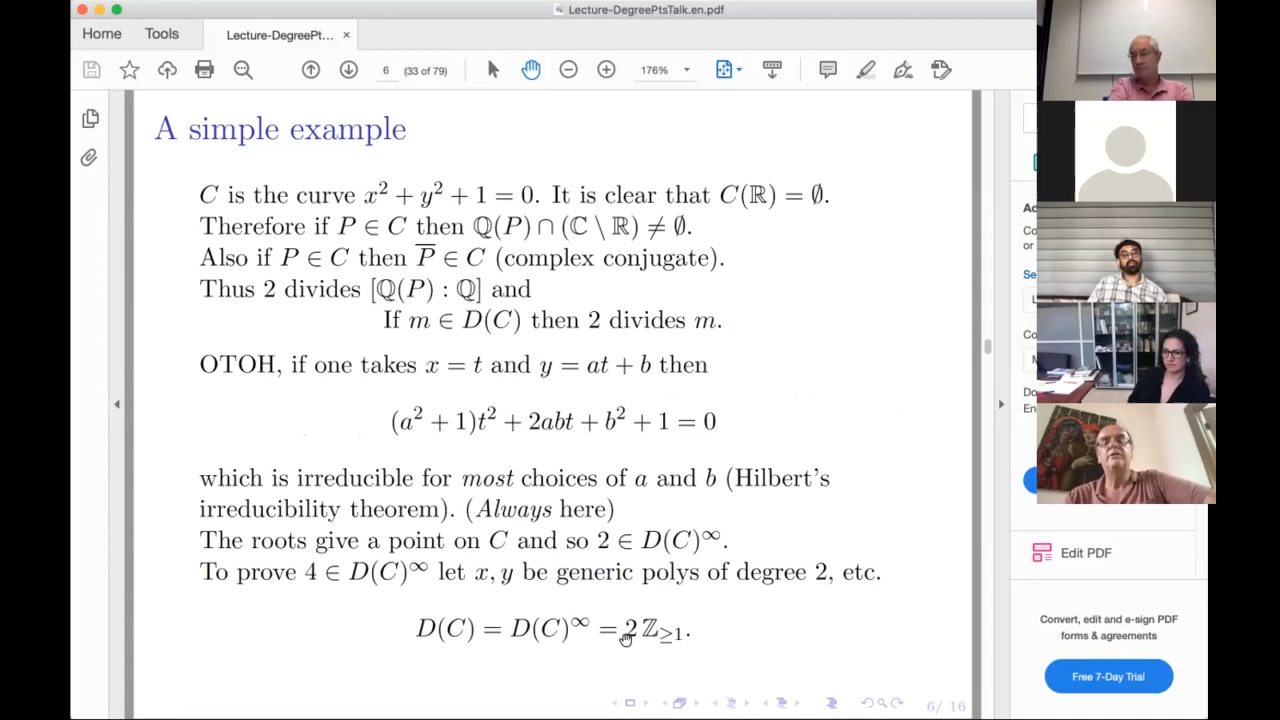 Lecture-DegreePtsTalk.en.pdf
Home Tools Lecture-DegreePt... ×
6 (33 of 79) 176%
A simple example
C is the curve x² + y² + 1 = 0. It is clear that C(ℝ) = ∅.
Therefore if P ∈ C then ℚ(P) ∩ (ℂ \ ℝ) ≠ ∅.
Also if P ∈ C then P̅ ∈ C (complex conjugate).
Thus 2 divides [ℚ(P) : ℚ] and
If m ∈ D(C) then 2 divides m.
OTOH, if one takes x = t and y = at + b then
(a² + 1)t² + 2abt + b² + 1 = 0
which is irreducible for most choices of a and b (Hilbert's
irreducibility theorem). (Always here)
The roots give a point on C and so 2 ∈ D(C)^∞.
To prove 4 ∈ D(C)^∞ let x, y be generic polys of degree 2, etc.
D(C) = D(C)^∞ = 2 ℤ≥1.
6/ 16
Edit PDF
Convert, edit and e-sign PDF
forms & agreements
Free 7-Day Trial